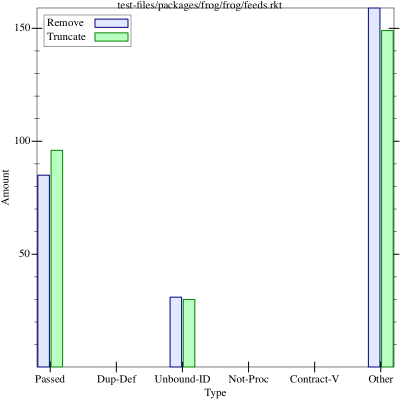 test-files/packages/frog/frog/feeds.rkt
Remove
Truncate
150
100
50
Amount
Passed Dup-Def Unbound-ID Not-Proc Contract-V Other
Type